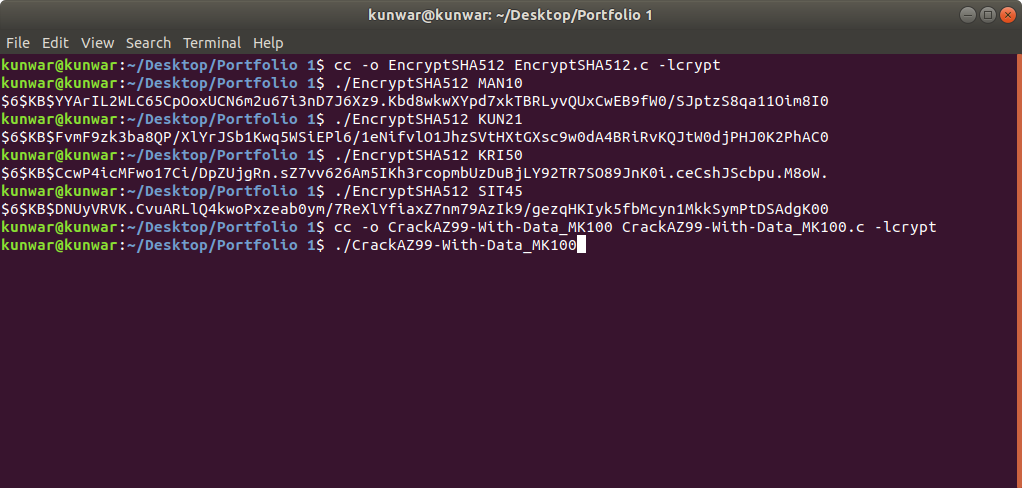 kunwar@kunwar: ~/Desktop/Portfolio 1
File Edit View Search Terminal Help
kunwar@kunwar:~/Desktop/Portfolio 1$ cc -o EncryptSHA512 EncryptSHA512.c -lcrypt
kunwar@kunwar:~/Desktop/Portfolio 1$ ./EncryptSHA512 MAN10
$6$KB$YYArIL2WLC65CpOoxUCN6m2u67i3nD7J6Xz9.Kbd8wkwXYpd7xkTBRLyvQUxCwEB9fW0/SJptzS8qa11Oim8I0
kunwar@kunwar:~/Desktop/Portfolio 1$ ./EncryptSHA512 KUN21
$6$KB$FvmF9zk3ba8QP/XlYrJSb1Kwq5WSiEPl6/1eNifvlO1JhzSVtHXtGXsc9w0dA4BRiRvKQJtW0djPHJ0K2PhAC0
kunwar@kunwar:~/Desktop/Portfolio 1$ ./EncryptSHA512 KRI50
$6$KB$CcwP4icMFwo17Ci/DpZUjgRn.sZ7vv626Am5IKh3rcopmbUzDuBjLY92TR7SO89JnK0i.ceCshJScbpu.M8oW.
kunwar@kunwar:~/Desktop/Portfolio 1$ ./EncryptSHA512 SIT45
$6$KB$DNUyVRVK.CvuARLlQ4kwoPxzeab0ym/7ReXlYfiaxZ7nm79AzIk9/gezqHKIyk5fbMcyn1MkkSymPtDSAdgK00
kunwar@kunwar:~/Desktop/Portfolio 1$ cc -o CrackAZ99-With-Data_MK100 CrackAZ99-With-Data_MK100.c -lcrypt
kunwar@kunwar:~/Desktop/Portfolio 1$ ./CrackAZ99-With-Data_MK100